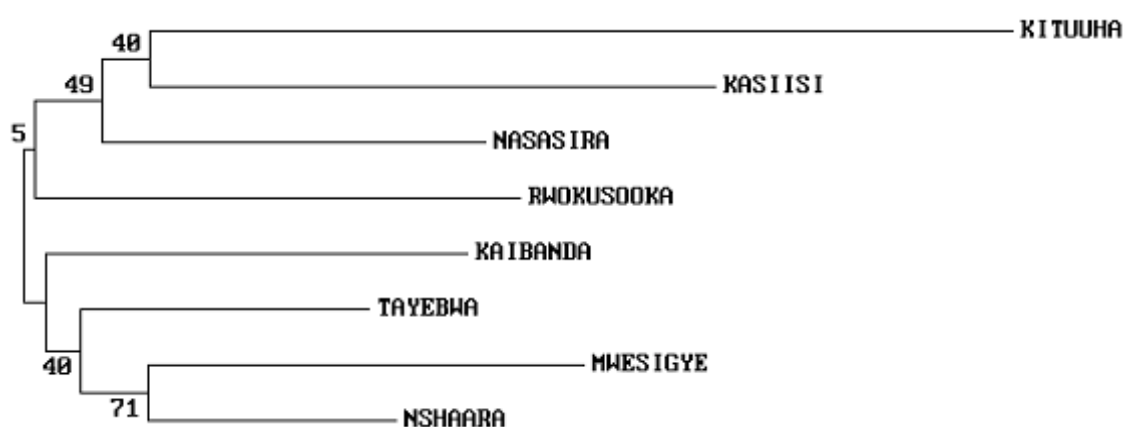 KITUUHA
40
KASIISI
49
NASASIRA
5
RWOKUSOOKA
KAIBANDA
TAYEBWA
40
MWESIGYE
71
NSHAARA